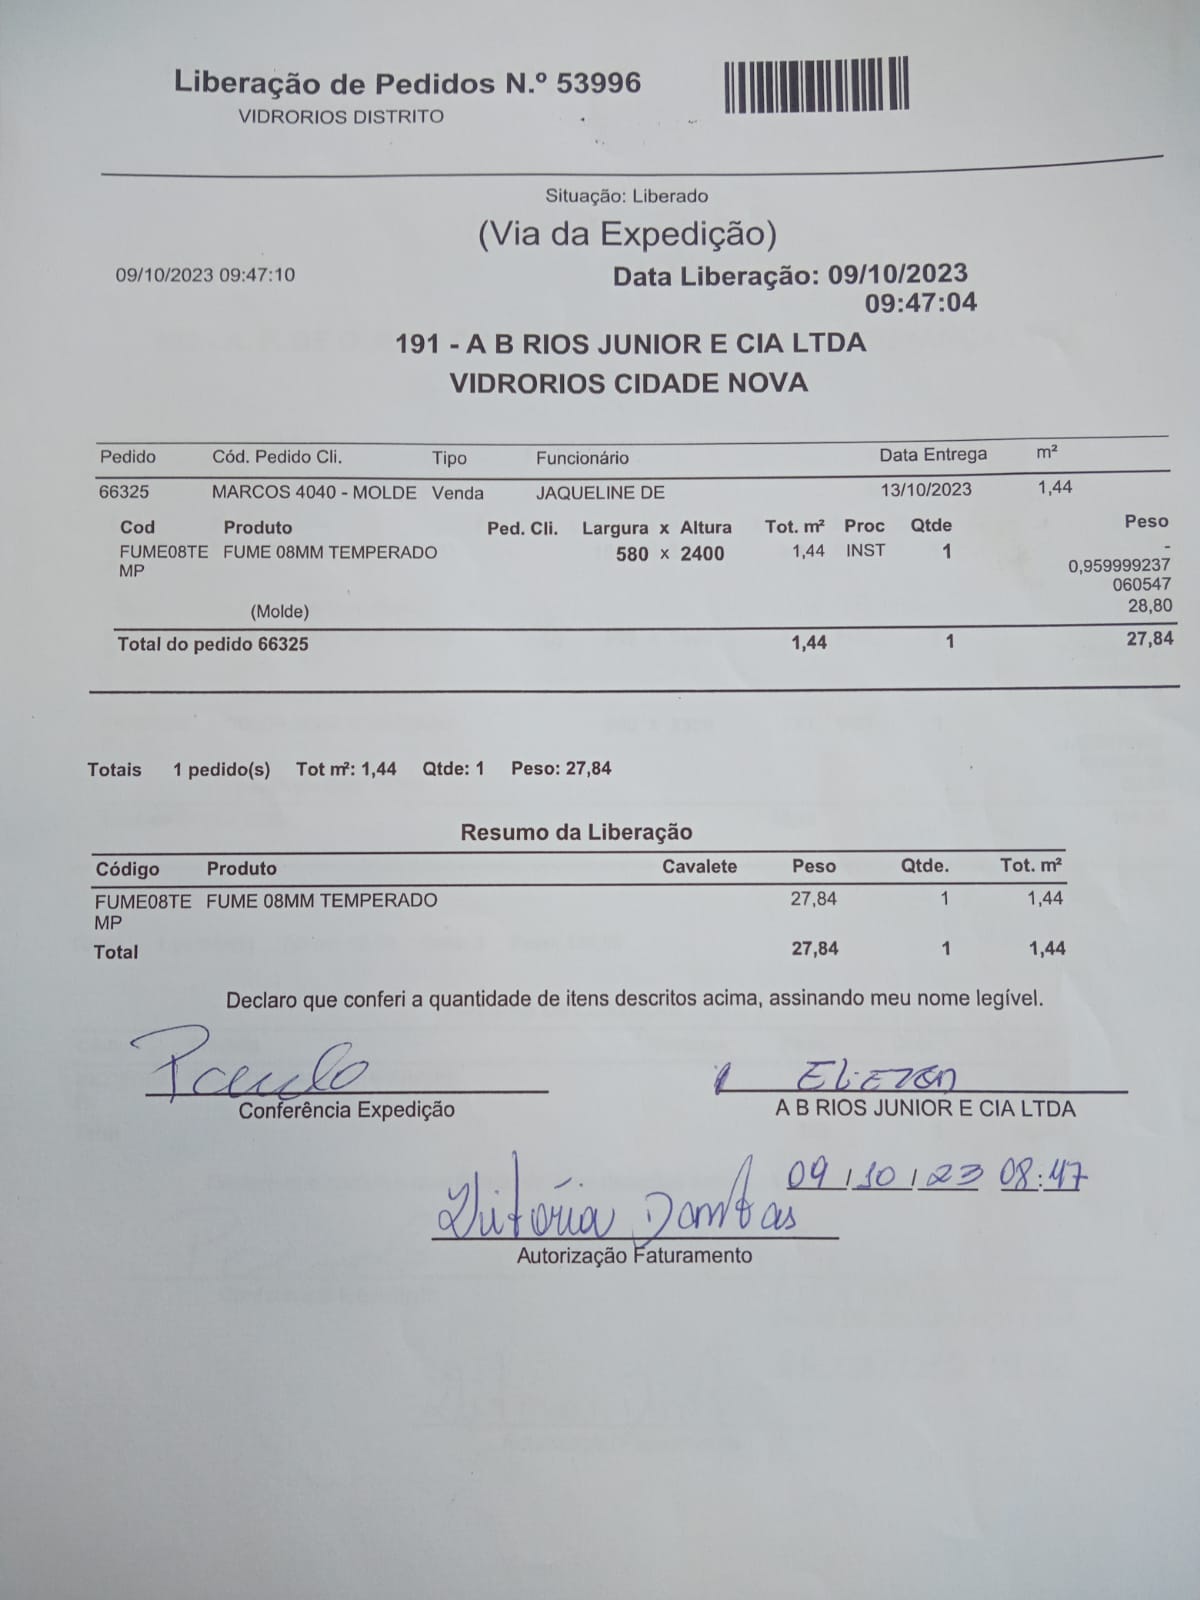 Liberação de Pedidos N.º 53996
VIDRORIOS DISTRITO
Situação: Liberado
(Via da Expedição)
09/10/2023 09:47:10 Data Liberação: 09/10/2023
09:47:04
191 - A B RIOS JUNIOR E CIA LTDA
VIDRORIOS CIDADE NOVA
Pedido Cód. Pedido Cli. Tipo Funcionário Data Entrega m²
66325 MARCOS 4040 - MOLDE Venda JAQUELINE DE 13/10/2023 1,44
Cod Produto Ped. Cli. Largura x Altura Tot. m² Proc Qtde Peso
FUME08TE FUME 08MM TEMPERADO 580 x 2400 1,44 INST 1 -
MP 0,959999237
060547
(Molde) 28,80
Total do pedido 66325 1,44 1 27,84
Totais 1 pedido(s) Tot m²: 1,44 Qtde: 1 Peso: 27,84
Resumo da Liberação
Código Produto Cavalete Peso Qtde. Tot. m²
FUME08TE FUME 08MM TEMPERADO 27,84 1 1,44
MP
Total 27,84 1 1,44
Declaro que conferi a quantidade de itens descritos acima, assinando meu nome legível.
Paulo
Conferência Expedição A B RIOS JUNIOR E CIA LTDA
09/10/23 08:47
Vitória Dantas
Autorização Faturamento